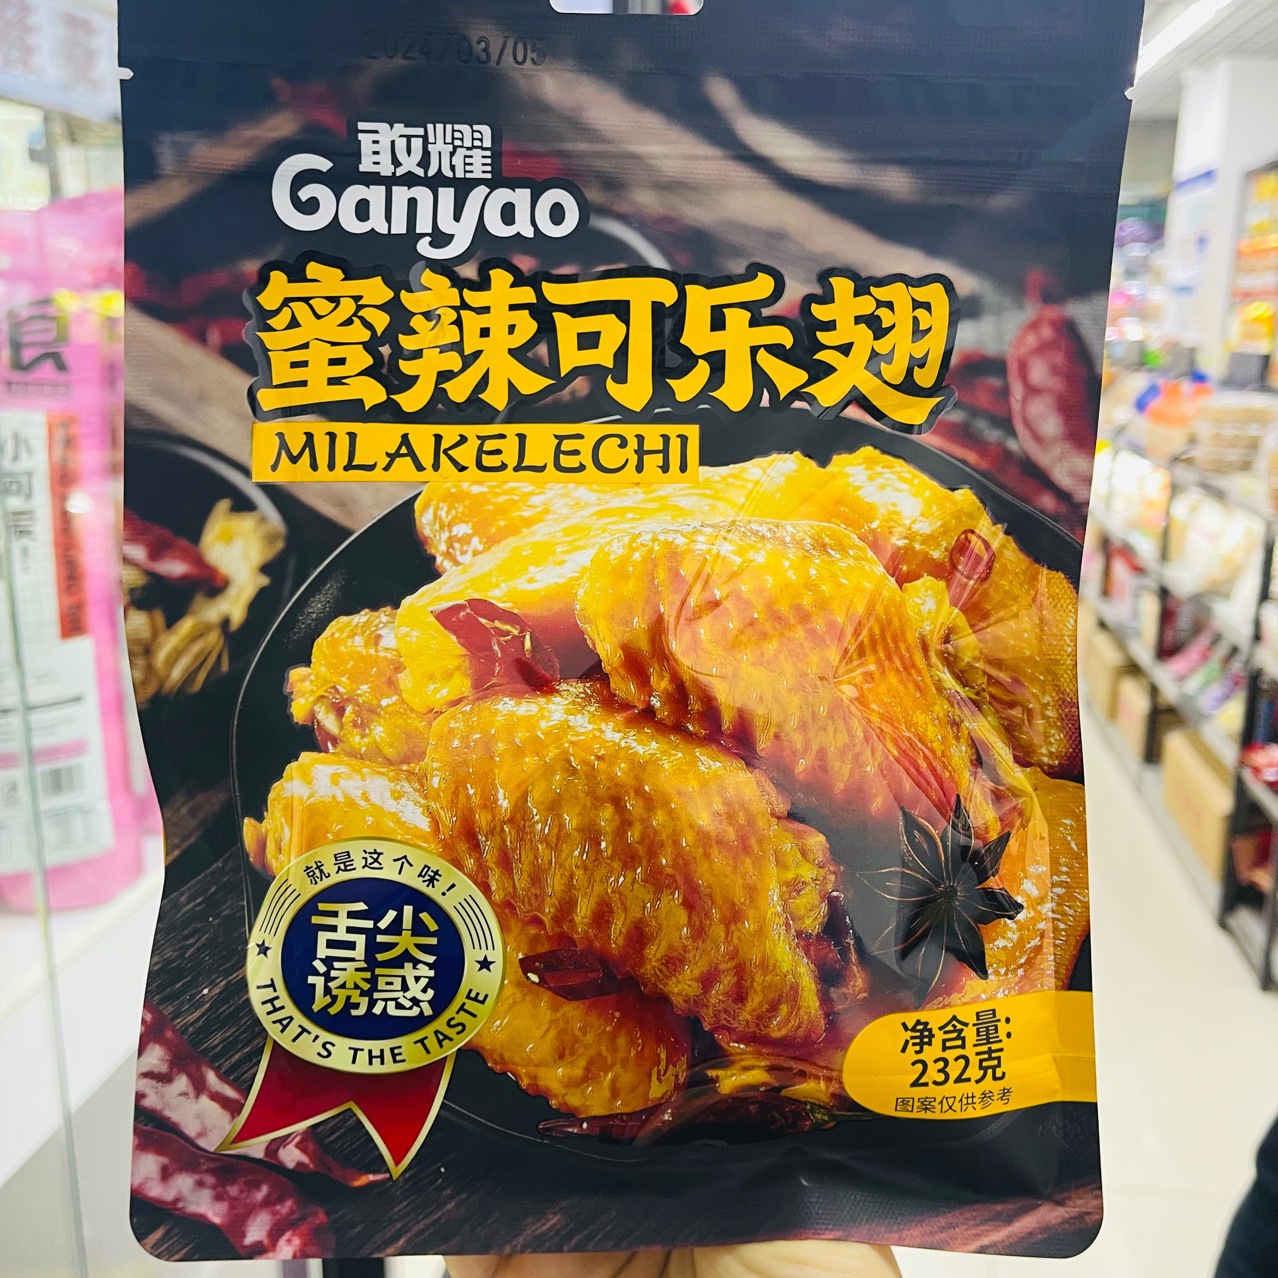 2024/03/05
敢耀
Ganyao
蜜辣可乐翅
MILAKELECHI
就是这个味!
舌尖
诱惑
THAT'S THE TASTE
净含量:
232克
图案仅供参考